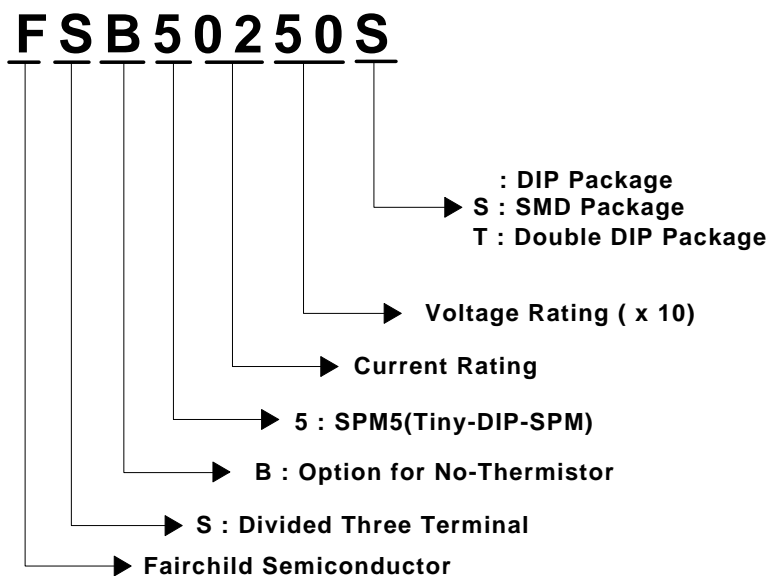 FSB50250S
: DIP Package
S : SMD Package
T : Double DIP Package
Voltage Rating ( x 10)
Current Rating
5 : SPM5(Tiny-DIP-SPM)
B : Option for No-Thermistor
S : Divided Three Terminal
Fairchild Semiconductor